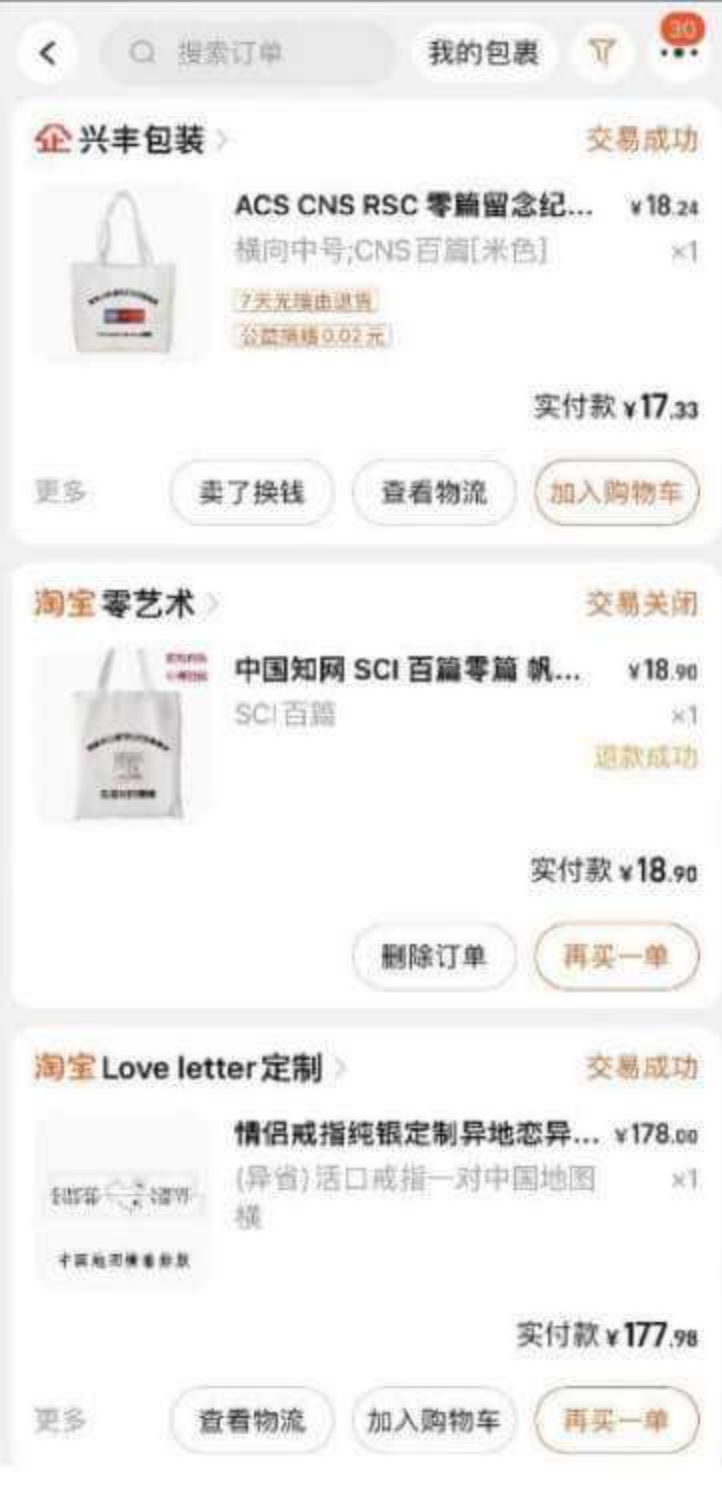 30
搜索订单
我的包裹
企 兴丰包装
交易成功
ACS CNS RSC 零篇留念纪... ¥18.24
横向中号;CNS百篇[米色] ×1
7天无理由退货
公益捐赠0.02元
实付款 ¥17.33
更多 卖了换钱 查看物流 加入购物车
淘宝 零艺术
交易关闭
中国知网 SCI 百篇零篇 帆... ¥18.90
SCI百篇 ×1
退款成功
实付款 ¥18.90
删除订单 再买一单
淘宝 Love letter定制
交易成功
情侣戒指纯银定制异地恋异... ¥178.00
(异省)活口戒指一对中国地图 ×1
横
中国地图横着你款
实付款 ¥177.98
更多 查看物流 加入购物车 再买一单